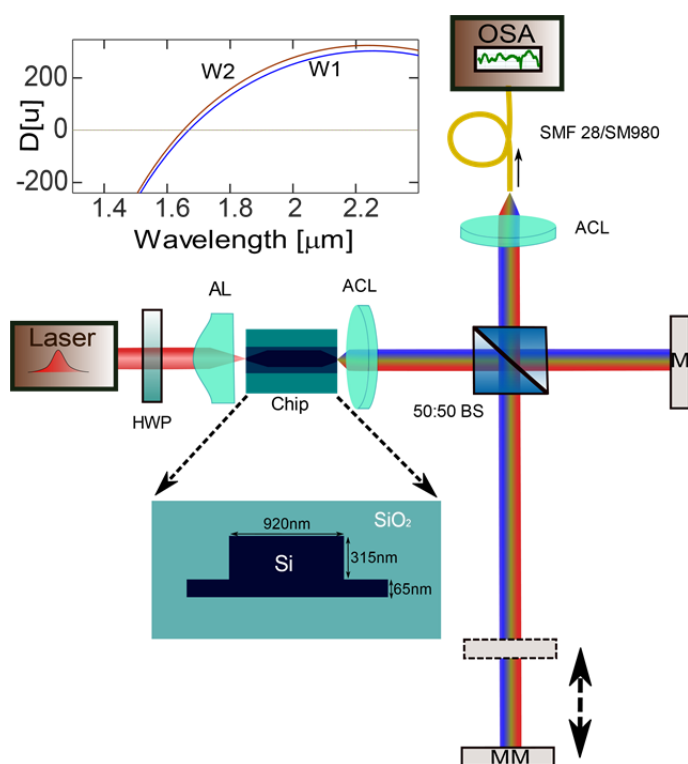 OSA
SMF 28/SM980
ACL
200
0
-200
D[u]
W2
W1
1.4
1.6
1.8
2
2.2
Wavelength [μm]
Laser
HWP
AL
Chip
ACL
50:50 BS
M
SiO₂
920nm
Si
315nm
65nm
MM